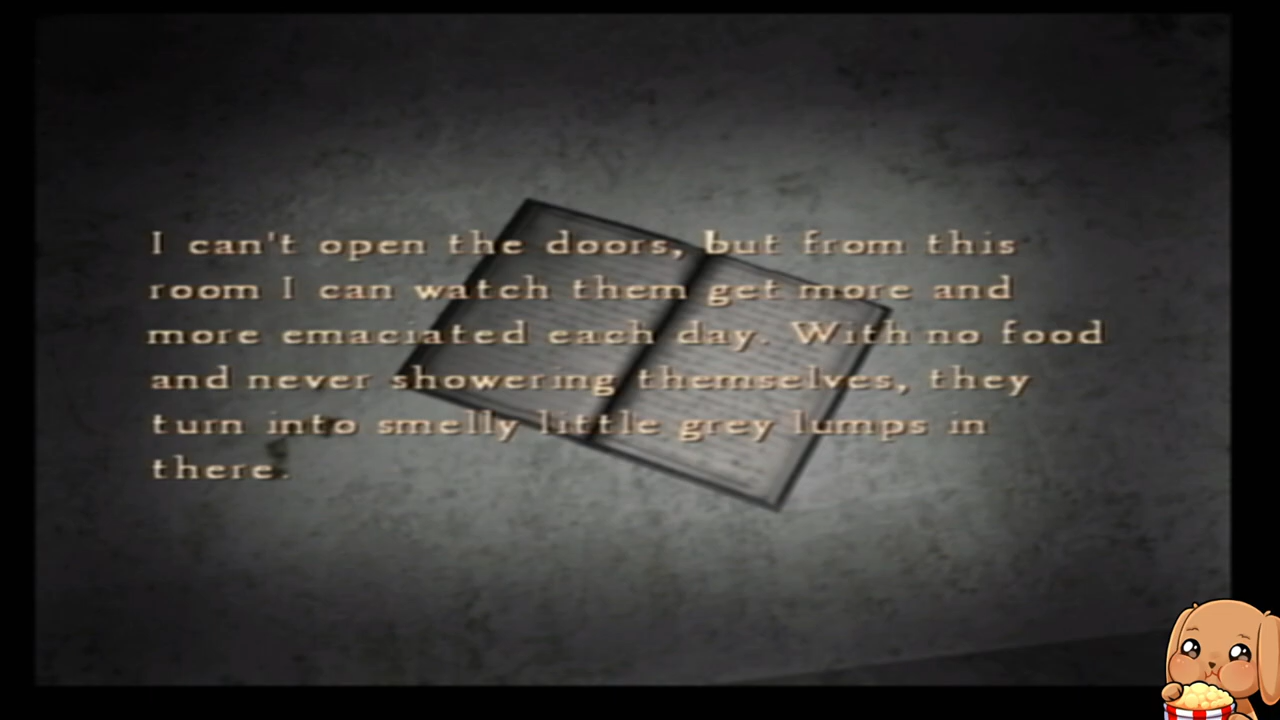 I can't open the doors, but from this
room I can watch them get more and
more emaciated each day. With no food
and never showering themselves, they
turn into smelly little grey lumps in
there.